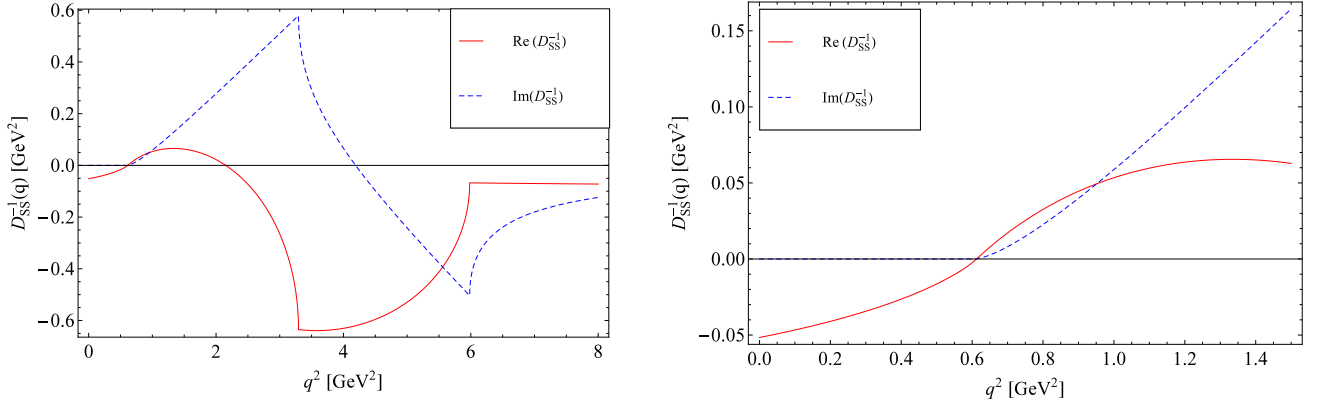 0.6
0.4
0.2
0.0
−0.2
−0.4
−0.6
D_SS^−1(q) [GeV^2]
Re (D_SS^−1)
Im(D_SS^−1)
0 2 4 6 8
q^2 [GeV^2]
0.15
0.10
0.05
0.00
−0.05
D_SS^−1(q) [GeV^2]
Re (D_SS^−1)
Im(D_SS^−1)
0.0 0.2 0.4 0.6 0.8 1.0 1.2 1.4
q^2 [GeV^2]